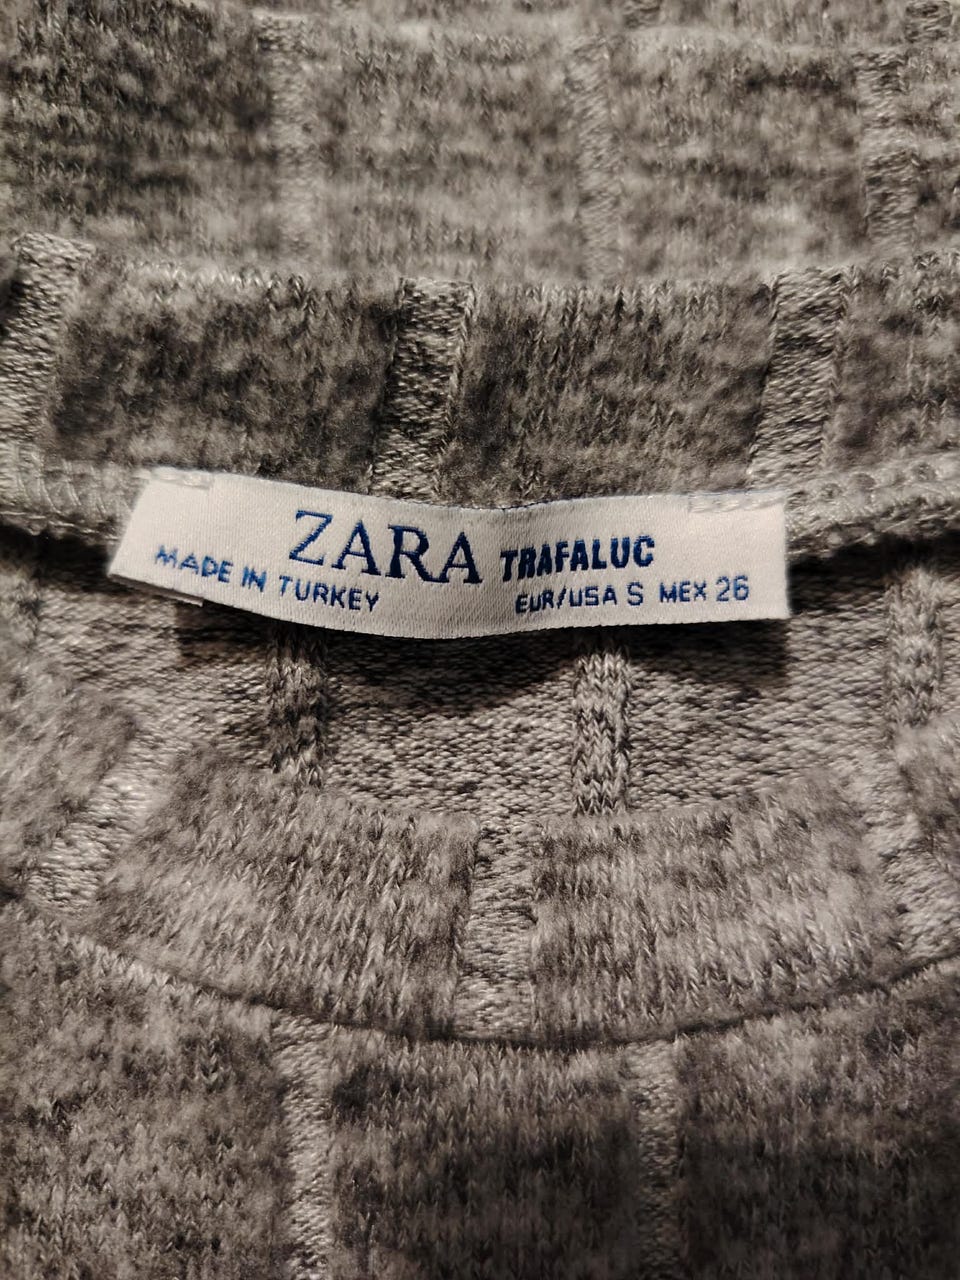 ZARA TRAFALUC
MADE IN TURKEY EUR/USA S MEX 26